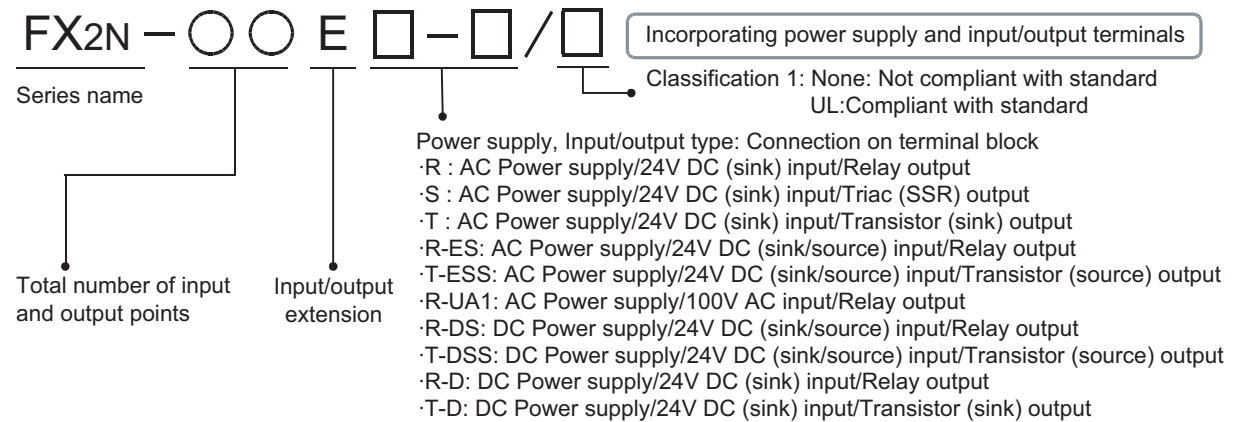 FX2N – ○○ E □ – □ / □
Incorporating power supply and input/output terminals
Series name
Classification 1: None: Not compliant with standard
UL:Compliant with standard
Power supply, Input/output type: Connection on terminal block
·R : AC Power supply/24V DC (sink) input/Relay output
·S : AC Power supply/24V DC (sink) input/Triac (SSR) output
·T : AC Power supply/24V DC (sink) input/Transistor (sink) output
·R-ES: AC Power supply/24V DC (sink/source) input/Relay output
·T-ESS: AC Power supply/24V DC (sink/source) input/Transistor (source) output
·R-UA1: AC Power supply/100V AC input/Relay output
·R-DS: DC Power supply/24V DC (sink/source) input/Relay output
·T-DSS: DC Power supply/24V DC (sink/source) input/Transistor (source) output
·R-D: DC Power supply/24V DC (sink) input/Relay output
·T-D: DC Power supply/24V DC (sink) input/Transistor (sink) output
Total number of input
and output points
Input/output
extension